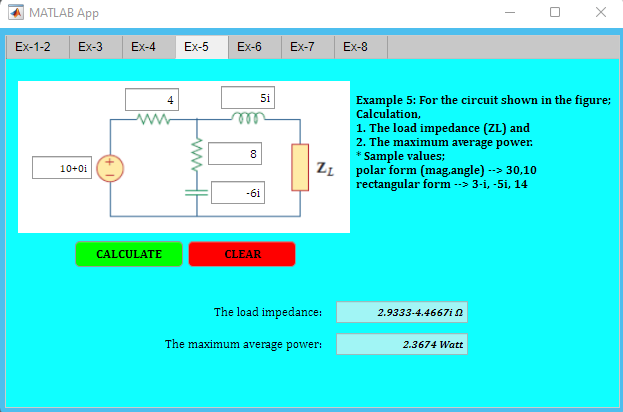 MATLAB App
Ex-1-2 Ex-3 Ex-4 Ex-5 Ex-6 Ex-7 Ex-8
4 5i
10+0i 8 ZL
-6i
Example 5: For the circuit shown in the figure;
Calculation,
1. The load impedance (ZL) and
2. The maximum average power.
* Sample values;
polar form (mag,angle) --> 30,10
rectangular form --> 3-i, -5i, 14
CALCULATE CLEAR
The load impedance: 2.9333-4.4667i Ω
The maximum average power: 2.3674 Watt